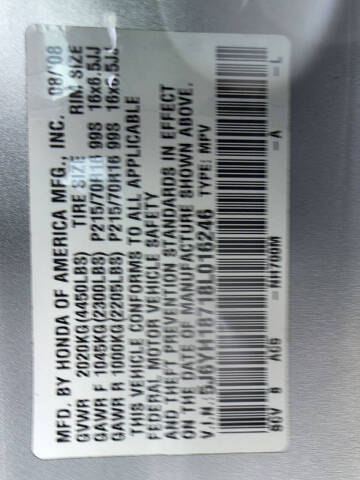 MFD. BY HONDA OF AMERICA MFG., INC. 08/08
GVWR 2020KG(4450LBS) TIRE SIZE RIM SIZE
GAWR F 1045KG(2300LBS) P215/70R16 99S 16x6.5JJ
GAWR R 1000KG(2205LBS) P215/70R16 99S 16x6.5JJ
THIS VEHICLE CONFORMS TO ALL APPLICABLE
FEDERAL MOTOR VEHICLE SAFETY
AND THEFT PREVENTION STANDARDS IN EFFECT
ON THE DATE OF MANUFACTURE SHOWN ABOVE.
V.I.N.: 5J6YH18718L016246 TYPE: MPV
NH700M A L